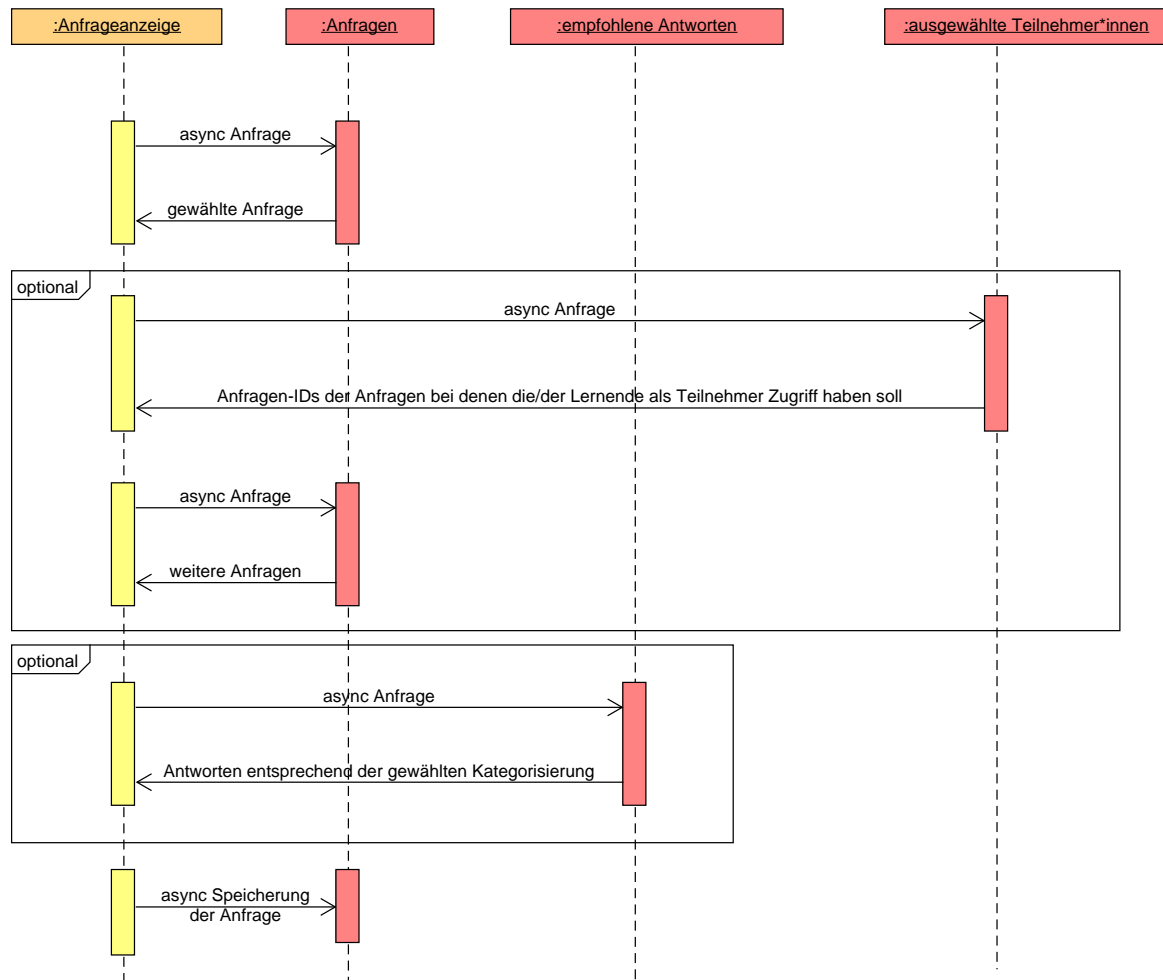 :Anfrageanzeige
:Anfragen
:empfohlene Antworten
:ausgewählte Teilnehmer*innen
async Anfrage
gewählte Anfrage
optional
async Anfrage
Anfragen-IDs der Anfragen bei denen die/der Lernende als Teilnehmer Zugriff haben soll
async Anfrage
weitere Anfragen
optional
async Anfrage
Antworten entsprechend der gewählten Kategorisierung
async Speicherung
der Anfrage